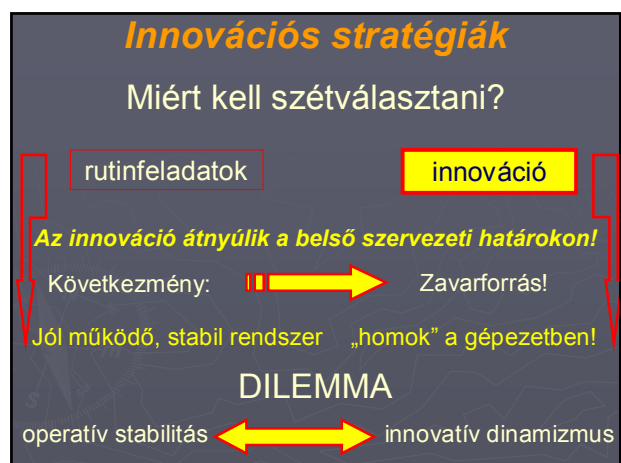 Innovációs stratégiák
Miért kell szétválasztani?
rutinfeladatok innováció
Az innováció átnyúlik a belső szervezeti határokon!
Következmény: Zavarforrás!
Jól működő, stabil rendszer „homok” a gépezetben!
DILEMMA
operatív stabilitás innovatív dinamizmus